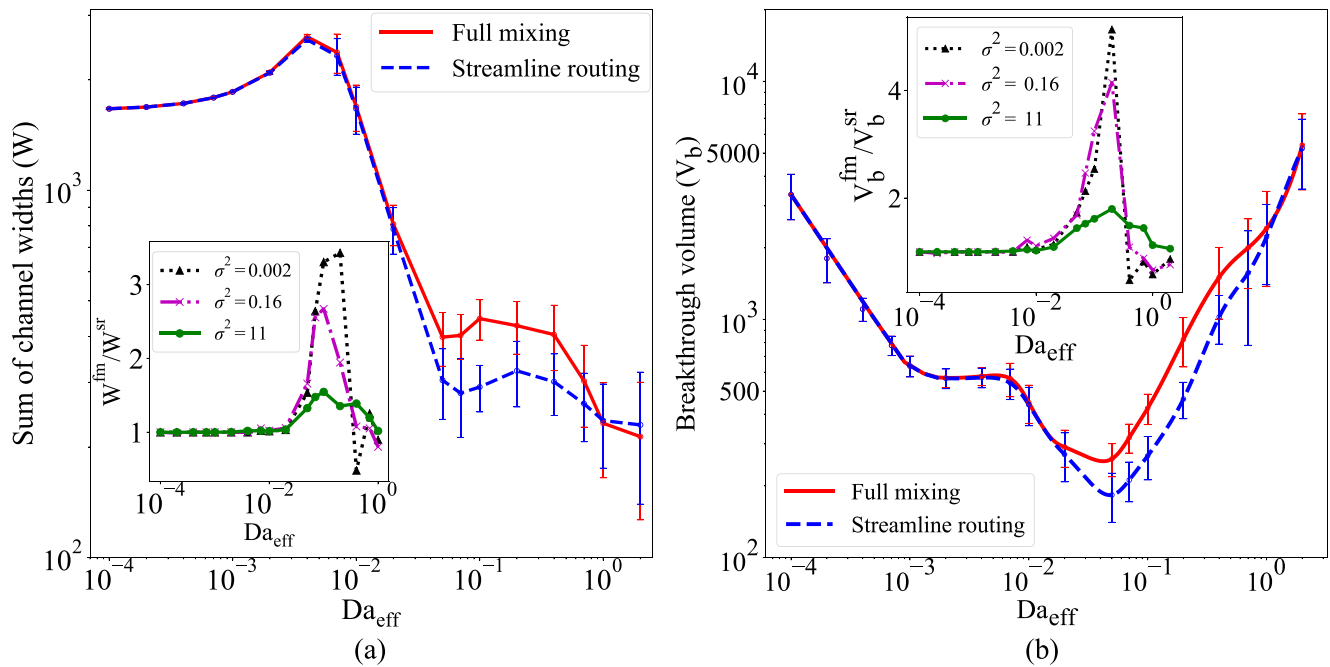 Full mixing
Streamline routing
Sum of channel widths (W)
10^3
10^2
10^-4
10^-3
10^-2
10^-1
10^0
Da_eff
(a)
W^fm/W^sr
σ^2 = 0.002
σ^2 = 0.16
σ^2 = 11
3
2
1
10^-4
10^-2
10^0
Da_eff
Breakthrough volume (V_b)
10^4
5000
10^3
500
10^2
10^-4
10^-3
10^-2
10^-1
10^0
Da_eff
(b)
V_b^fm/V_b^sr
σ^2 = 0.002
σ^2 = 0.16
σ^2 = 11
4
2
10^-4
10^-2
10^0
Da_eff
Full mixing
Streamline routing